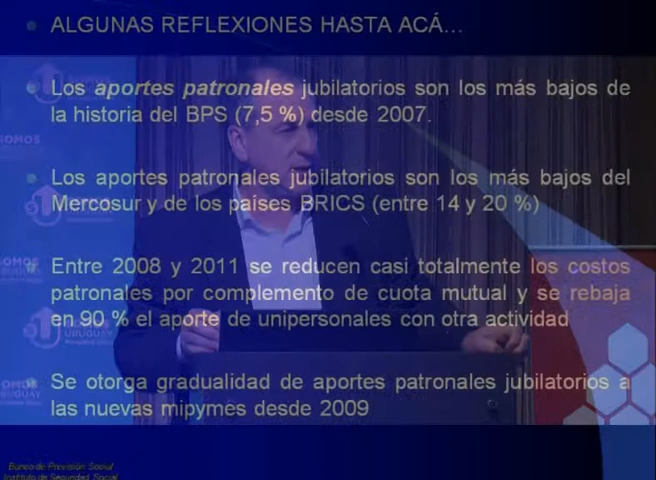 ALGUNAS REFLEXIONES HASTA ACÁ...
Los aportes patronales jubilatorios son los más bajos de
la historia del BPS (7,5 %) desde 2007.
Los aportes patronales jubilatorios son los más bajos del
Mercosur y de los países BRICS (entre 14 y 20 %)
Entre 2008 y 2011 se reducen casi totalmente los costos
patronales por complemento de cuota mutual y se rebaja
en 90 % el aporte de unipersonales con otra actividad
Se otorga gradualidad de aportes patronales jubilatorios a
las nuevas mipymes desde 2009
Banco de Previsión Social
Instituto de Seguridad Social
SOMOS
URUGUAY